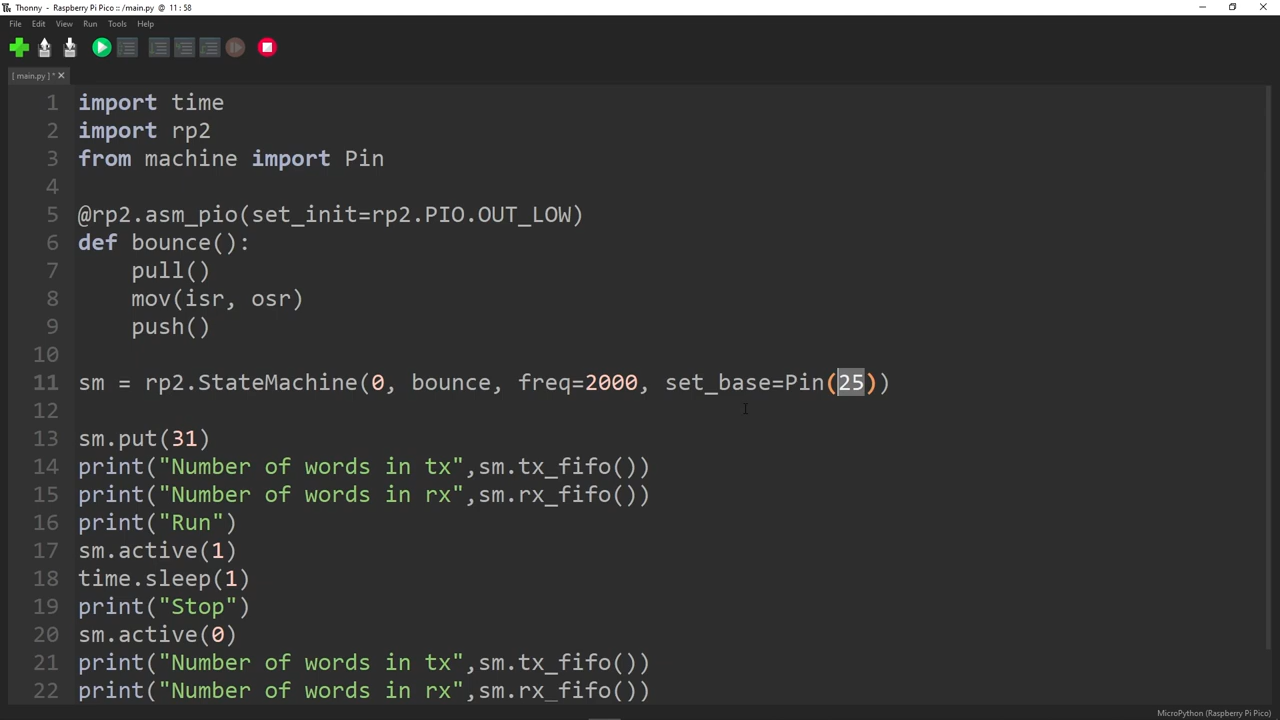 Thonny - Raspberry Pi Pico :: /main.py @ 11 : 58
File Edit View Run Tools Help
[ main.py ] *
1 import time
2 import rp2
3 from machine import Pin
4
5 @rp2.asm_pio(set_init=rp2.PIO.OUT_LOW)
6 def bounce():
7     pull()
8     mov(isr, osr)
9     push()
10
11 sm = rp2.StateMachine(0, bounce, freq=2000, set_base=Pin(25))
12
13 sm.put(31)
14 print("Number of words in tx",sm.tx_fifo())
15 print("Number of words in rx",sm.rx_fifo())
16 print("Run")
17 sm.active(1)
18 time.sleep(1)
19 print("Stop")
20 sm.active(0)
21 print("Number of words in tx",sm.tx_fifo())
22 print("Number of words in rx",sm.rx_fifo())
MicroPython (Raspberry Pi Pico)